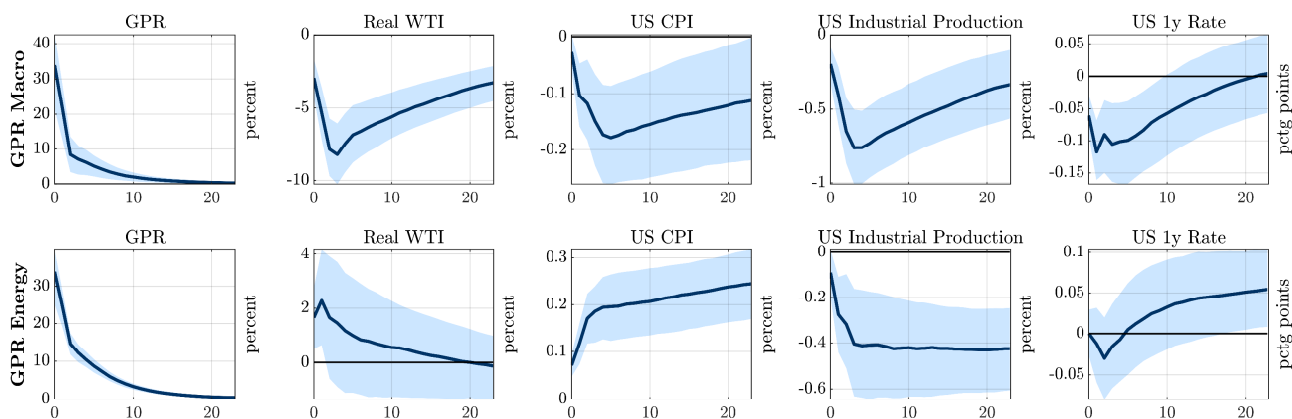 GPR Real WTI US CPI US Industrial Production US 1y Rate
GPR Macro
40
30
20
10
0
0 10 20
percent
0
-5
-10
0 10 20
percent
0
-0.1
-0.2
0 10 20
percent
0
-0.5
-1
0 10 20
percent
0.05
0
-0.05
-0.1
-0.15
0 10 20
pctg points
GPR Real WTI US CPI US Industrial Production US 1y Rate
GPR Energy
30
20
10
0
0 10 20
percent
4
2
0
0 10 20
percent
0.3
0.2
0.1
0
0 10 20
percent
0
-0.2
-0.4
-0.6
0 10 20
percent
0.1
0.05
0
-0.05
0 10 20
pctg points